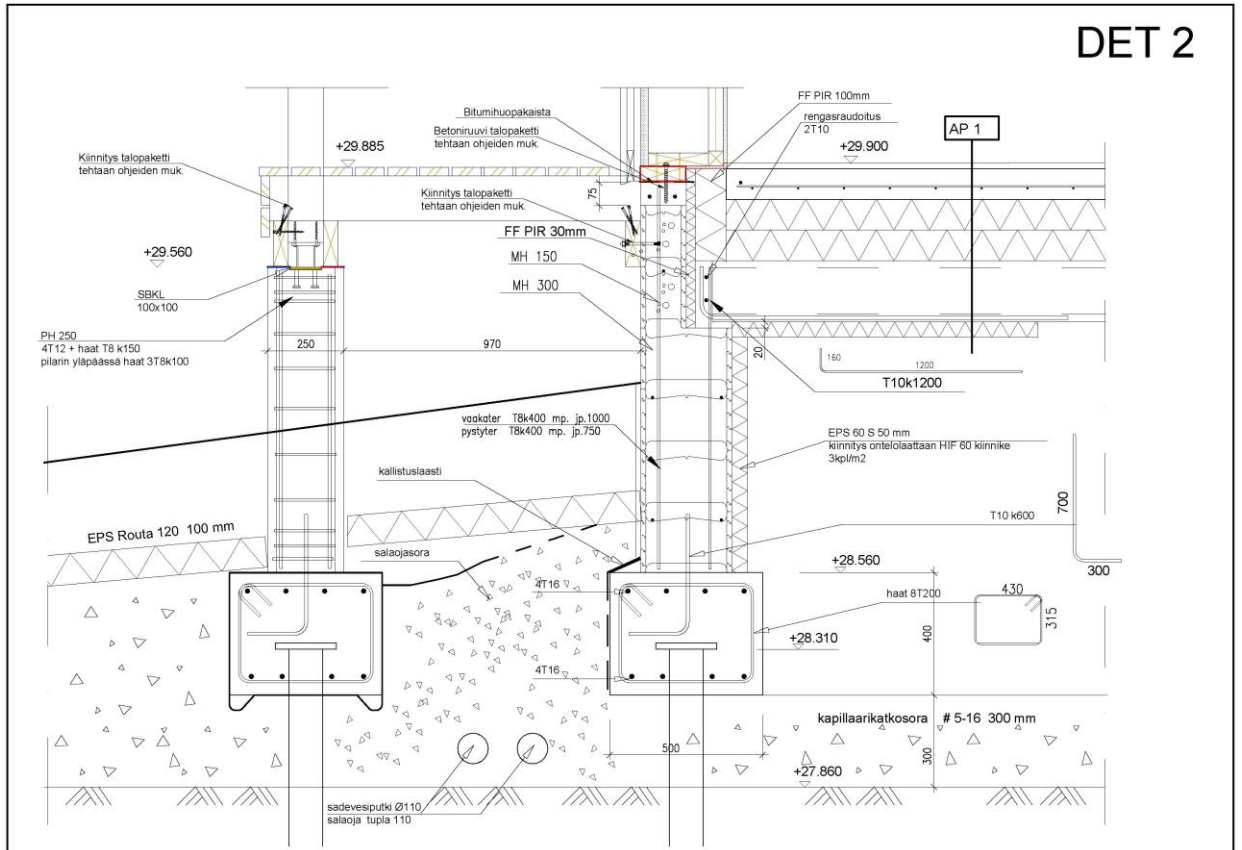 DET 2
FF PIR 100mm
Bitumihuopakaista
rengasraudoitus
2T10
Betoniruuvi talopaketti
tehtaan ohjeiden muk.
AP 1
+29.885
+29.900
Kiinnitys talopaketti
tehtaan ohjeiden muk.
Kiinnitys talopaketti
tehtaan ohjeiden muk.
75
FF PIR 30mm
+29.560
MH 150
MH 300
SBKL
100x100
PH 250
4T12 + haat T8 k150
pilarin yläpäässä haat 3T8k100
250
970
20
160
1200
T10k1200
vaakater T8k400 mp. jp.1000
pystyter T8k400 mp. jp.750
EPS 60 S 50 mm
kiinnitys ontelolaattaan HIF 60 kiinnike
3kpl/m2
kallistuslaasti
700
T10 k600
EPS Routa 120 100 mm
salaojasora
300
+28.560
4T16
haat 8T200
430
315
+28.310
400
4T16
kapillaarikatkosora # 5-16 300 mm
500
300
+27.860
sadevesiputki Ø110
salaoja tupla 110